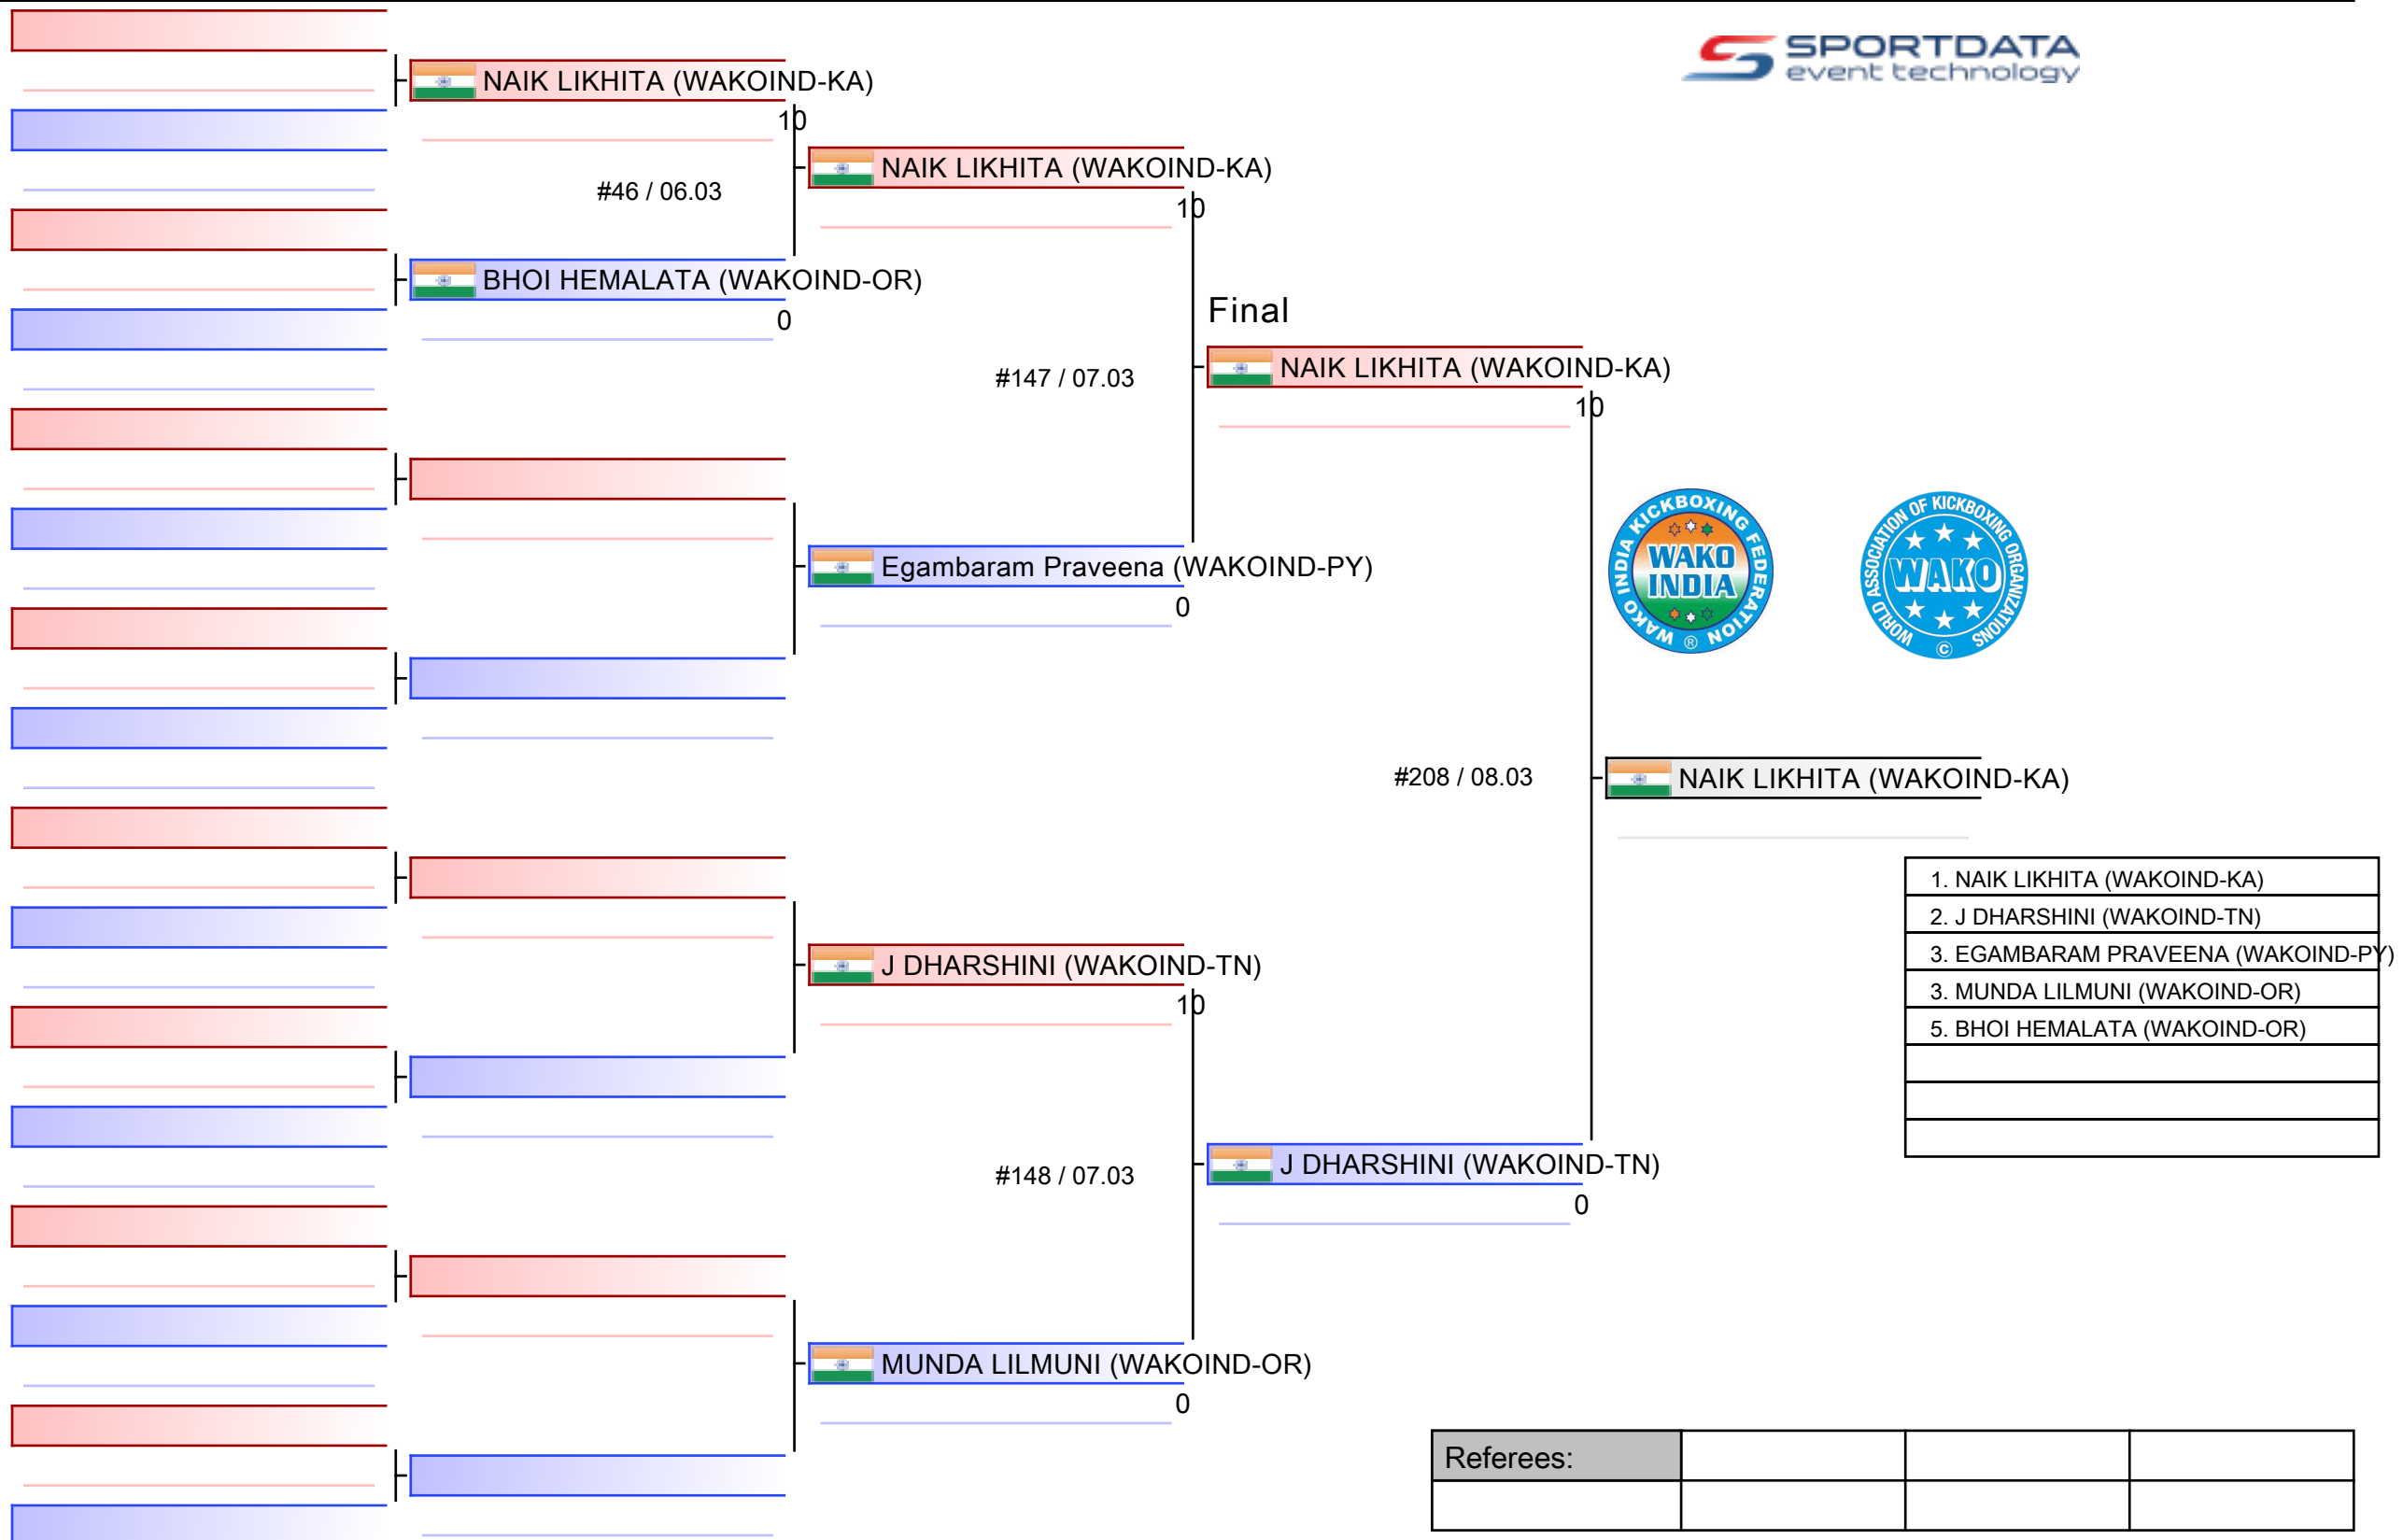 SPORTDATA
event technology
NAIK LIKHITA (WAKOIND-KA)
10
#46 / 06.03
BHOI HEMALATA (WAKOIND-OR)
0
NAIK LIKHITA (WAKOIND-KA)
10
#147 / 07.03
Egambaram Praveena (WAKOIND-PY)
0
J DHARSHINI (WAKOIND-TN)
10
#148 / 07.03
MUNDA LILMUNI (WAKOIND-OR)
0
Final
NAIK LIKHITA (WAKOIND-KA)
10
#208 / 08.03
J DHARSHINI (WAKOIND-TN)
0
WAKO INDIA KICKBOXING FEDERATION
WAKO
INDIA
®
WORLD ASSOCIATION OF KICKBOXING ORGANIZATIONS
WAKO
©
NAIK LIKHITA (WAKOIND-KA)
1. NAIK LIKHITA (WAKOIND-KA)
2. J DHARSHINI (WAKOIND-TN)
3. EGAMBARAM PRAVEENA (WAKOIND-PY)
3. MUNDA LILMUNI (WAKOIND-OR)
5. BHOI HEMALATA (WAKOIND-OR)
Referees: